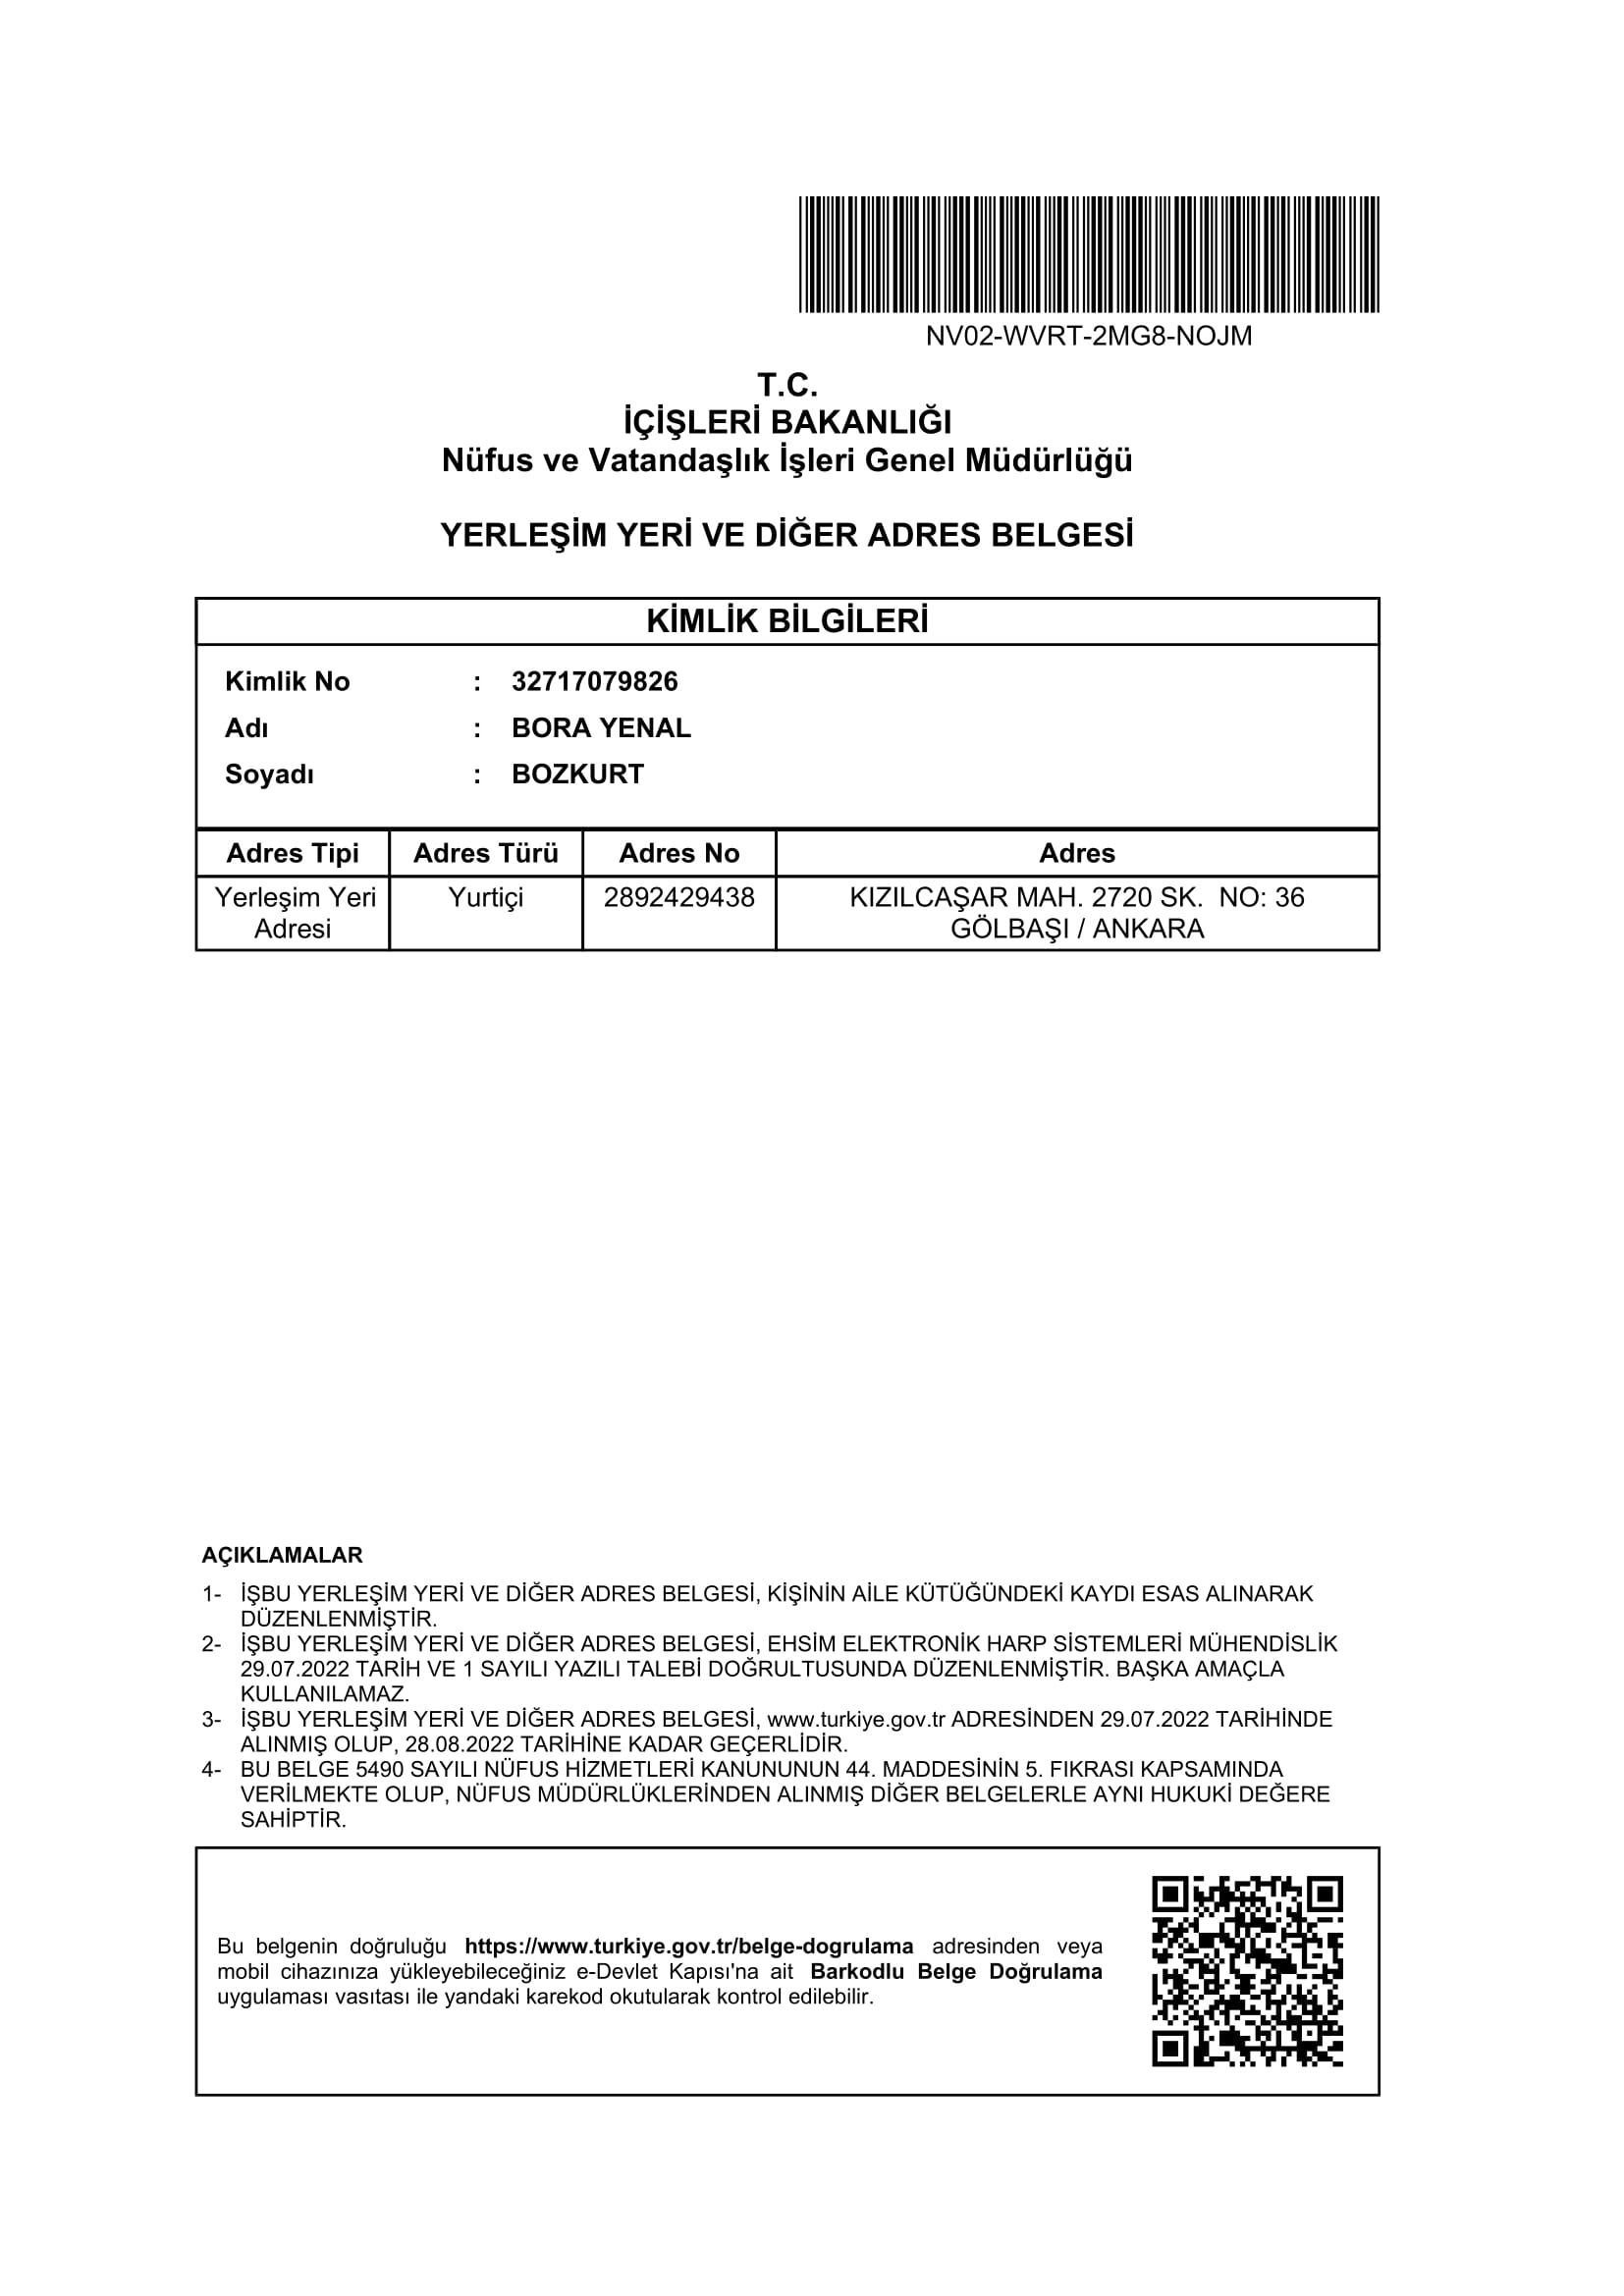 NV02-WVRT-2MG8-NOJM
T.C.
İÇİŞLERİ BAKANLIĞI
Nüfus ve Vatandaşlık İşleri Genel Müdürlüğü
YERLEŞİM YERİ VE DİĞER ADRES BELGESİ
KİMLİK BİLGİLERİ
Kimlik No : 32717079826
Adı : BORA YENAL
Soyadı : BOZKURT
Adres Tipi Adres Türü Adres No Adres
Yerleşim Yeri Yurtiçi 2892429438 KIZILCAŞAR MAH. 2720 SK. NO: 36
Adresi GÖLBAŞI / ANKARA
AÇIKLAMALAR
1- İŞBU YERLEŞİM YERİ VE DİĞER ADRES BELGESİ, KİŞİNİN AİLE KÜTÜĞÜNDEKİ KAYDI ESAS ALINARAK
DÜZENLENMİŞTİR.
2- İŞBU YERLEŞİM YERİ VE DİĞER ADRES BELGESİ, EHSİM ELEKTRONİK HARP SİSTEMLERİ MÜHENDİSLİK
29.07.2022 TARİH VE 1 SAYILI YAZILI TALEBİ DOĞRULTUSUNDA DÜZENLENMİŞTİR. BAŞKA AMAÇLA
KULLANILAMAZ.
3- İŞBU YERLEŞİM YERİ VE DİĞER ADRES BELGESİ, www.turkiye.gov.tr ADRESİNDEN 29.07.2022 TARİHİNDE
ALINMIŞ OLUP, 28.08.2022 TARİHİNE KADAR GEÇERLİDİR.
4- BU BELGE 5490 SAYILI NÜFUS HİZMETLERİ KANUNUNUN 44. MADDESİNİN 5. FIKRASI KAPSAMINDA
VERİLMEKTE OLUP, NÜFUS MÜDÜRLÜKLERİNDEN ALINMIŞ DİĞER BELGELERLE AYNI HUKUKİ DEĞERE
SAHİPTİR.
Bu belgenin doğruluğu https://www.turkiye.gov.tr/belge-dogrulama adresinden veya
mobil cihazınıza yükleyebileceğiniz e-Devlet Kapısı'na ait Barkodlu Belge Doğrulama
uygulaması vasıtası ile yandaki karekod okutularak kontrol edilebilir.